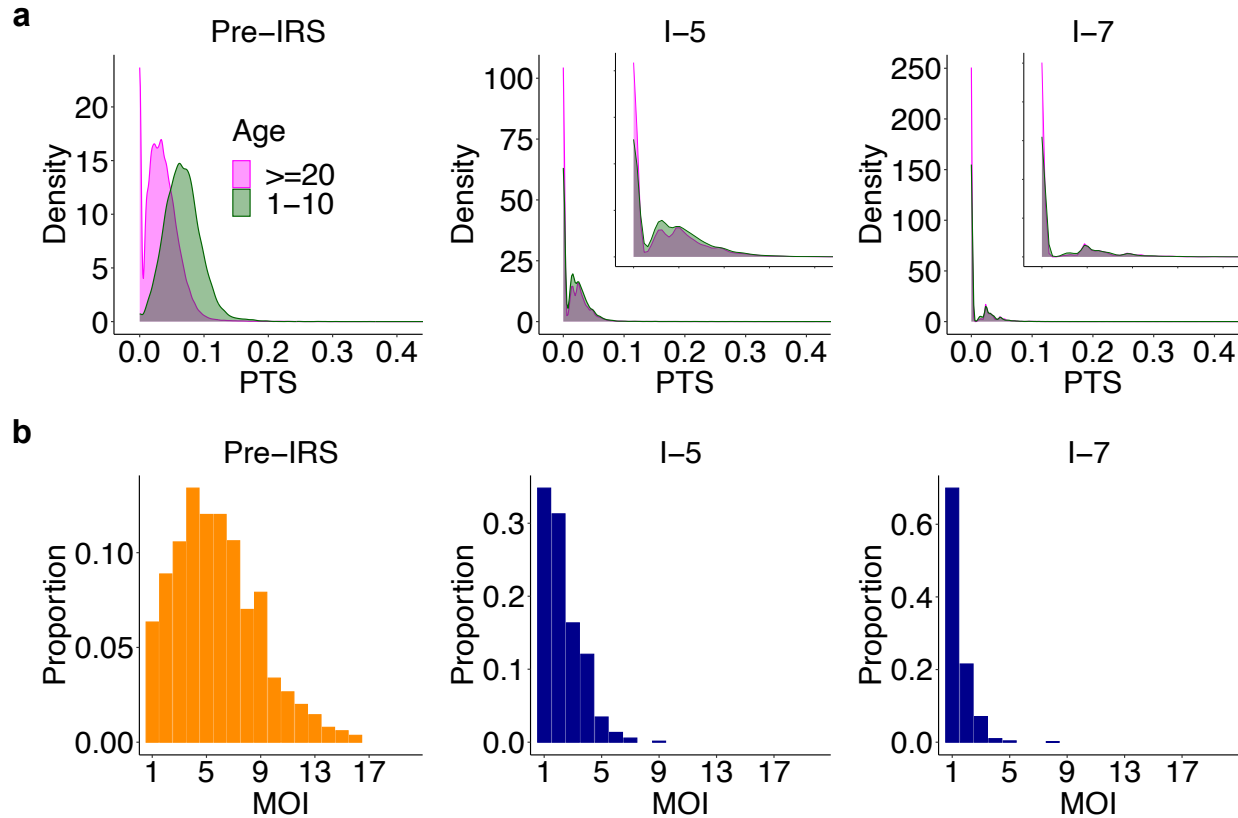 a
Pre−IRS
I−5
I−7
Density
20
15
10
5
0
Age
>=20
1−10
0.0 0.1 0.2 0.3 0.4
PTS
Density
100
75
50
25
0
0.0 0.1 0.2 0.3 0.4
PTS
Density
250
200
150
100
50
0
0.0 0.1 0.2 0.3 0.4
PTS
b
Pre−IRS
I−5
I−7
Proportion
0.10
0.05
0.00
1 5 9 13 17
MOI
Proportion
0.3
0.2
0.1
0.0
1 5 9 13 17
MOI
Proportion
0.6
0.4
0.2
0.0
1 5 9 13 17
MOI